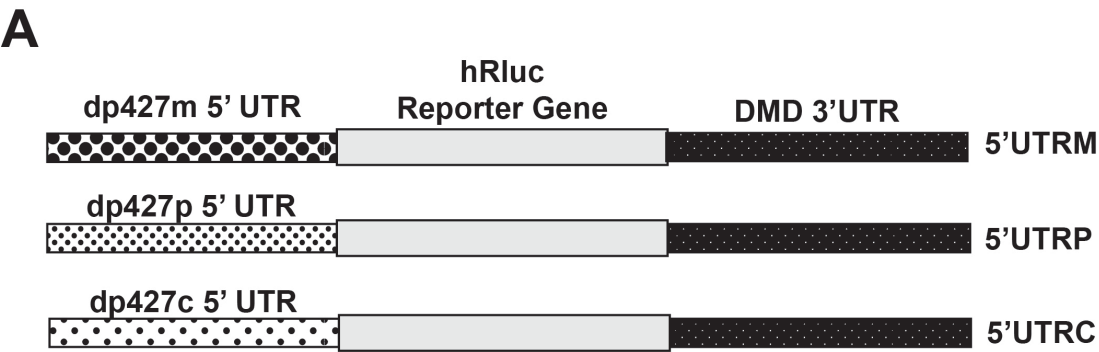 A
hRluc
dp427m 5’ UTR Reporter Gene DMD 3’UTR
5’UTRM
dp427p 5’ UTR
5’UTRP
dp427c 5’ UTR
5’UTRC